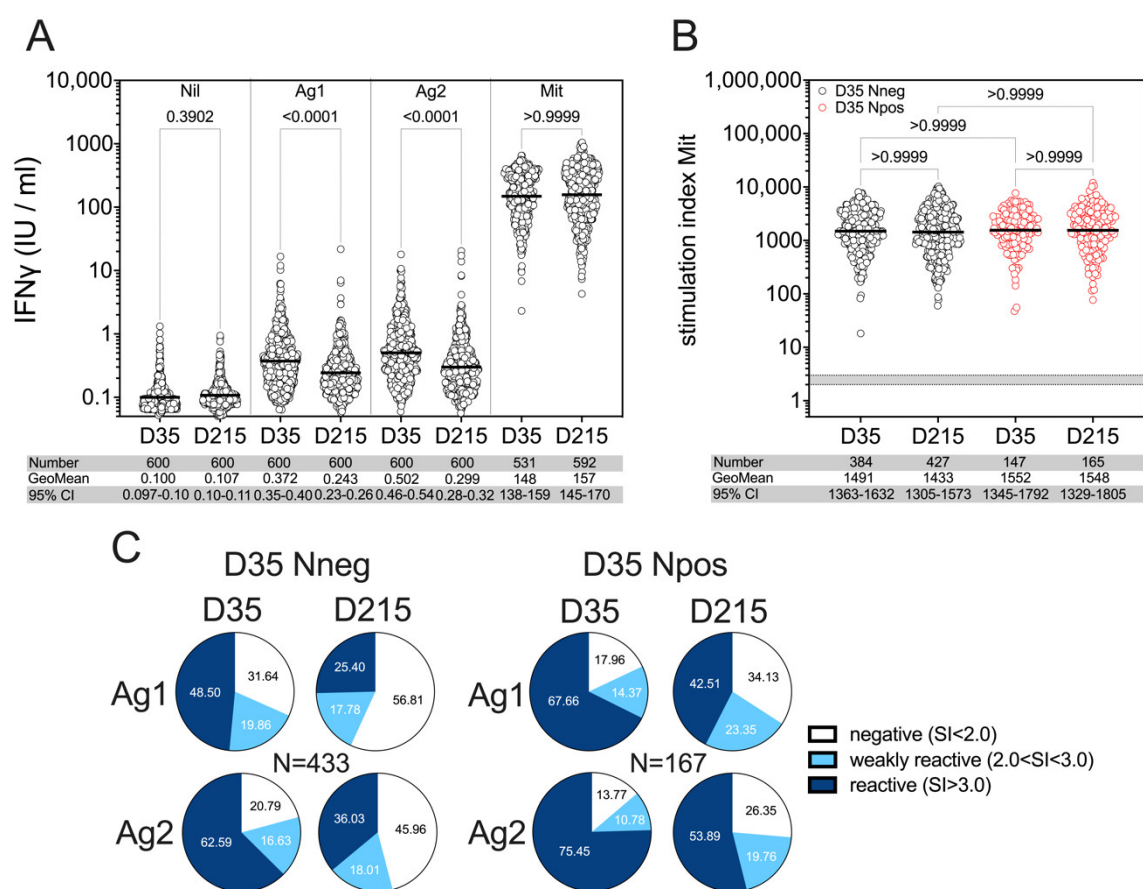 A
10,000
1000
100
10
1
0.1
IFNγ (IU / ml)
Nil Ag1 Ag2 Mit
0.3902 <0.0001 <0.0001 >0.9999
D35 D215 D35 D215 D35 D215 D35 D215
Number 600 600 600 600 600 600 531 592
GeoMean 0.100 0.107 0.372 0.243 0.502 0.299 148 157
95% CI 0.097-0.10 0.10-0.11 0.35-0.40 0.23-0.26 0.46-0.54 0.28-0.32 138-159 145-170
B
1,000,000
100,000
10,000
1000
100
10
1
stimulation index Mit
D35 Nneg
D35 Npos
>0.9999
>0.9999
>0.9999 >0.9999
D35 D215 D35 D215
Number 384 427 147 165
GeoMean 1491 1433 1552 1548
95% CI 1363-1632 1305-1573 1345-1792 1329-1805
C
D35 Nneg D35 Npos
D35 D215 D35 D215
Ag1
31.64
48.50
19.86
25.40
56.81
17.78
17.96
14.37
67.66
34.13
42.51
23.35
N=433 N=167
Ag2
20.79
62.59
16.63
36.03
45.96
18.01
13.77
10.78
75.45
26.35
53.89
19.76
negative (SI<2.0)
weakly reactive (2.0<SI<3.0)
reactive (SI>3.0)